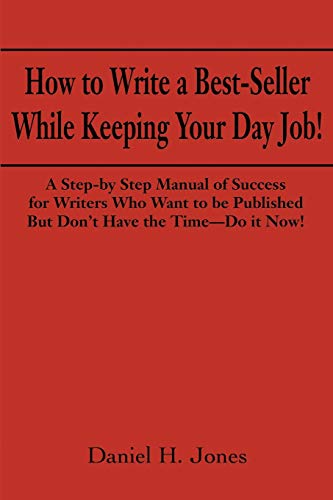 How to Write a Best-Seller
While Keeping Your Day Job!
A Step-by Step Manual of Success
for Writers Who Want to be Published
But Don't Have the Time—Do it Now!
Daniel H. Jones